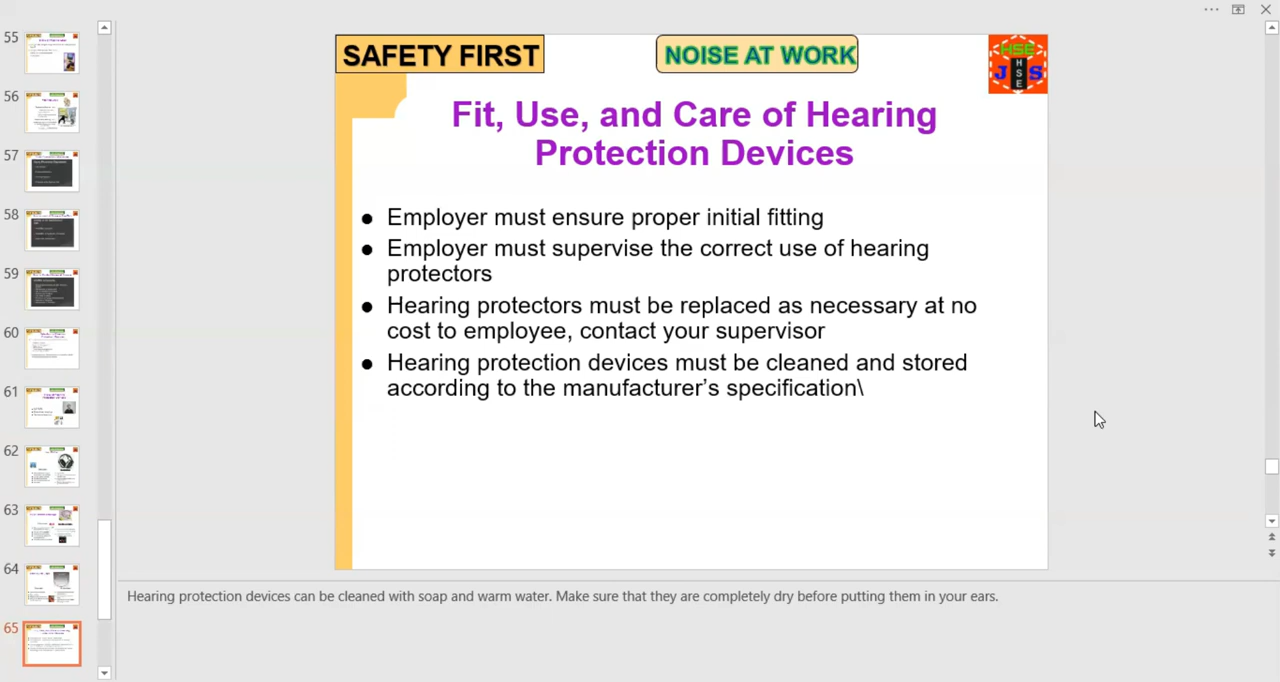 55
56
57
58
59
60
61
62
63
64
65
SAFETY FIRST
NOISE AT WORK
HSE
J HSE S
Fit, Use, and Care of Hearing
Protection Devices
● Employer must ensure proper initial fitting
● Employer must supervise the correct use of hearing
protectors
● Hearing protectors must be replaced as necessary at no
cost to employee, contact your supervisor
● Hearing protection devices must be cleaned and stored
according to the manufacturer’s specification\
Hearing protection devices can be cleaned with soap and warm water. Make sure that they are completely dry before putting them in your ears.